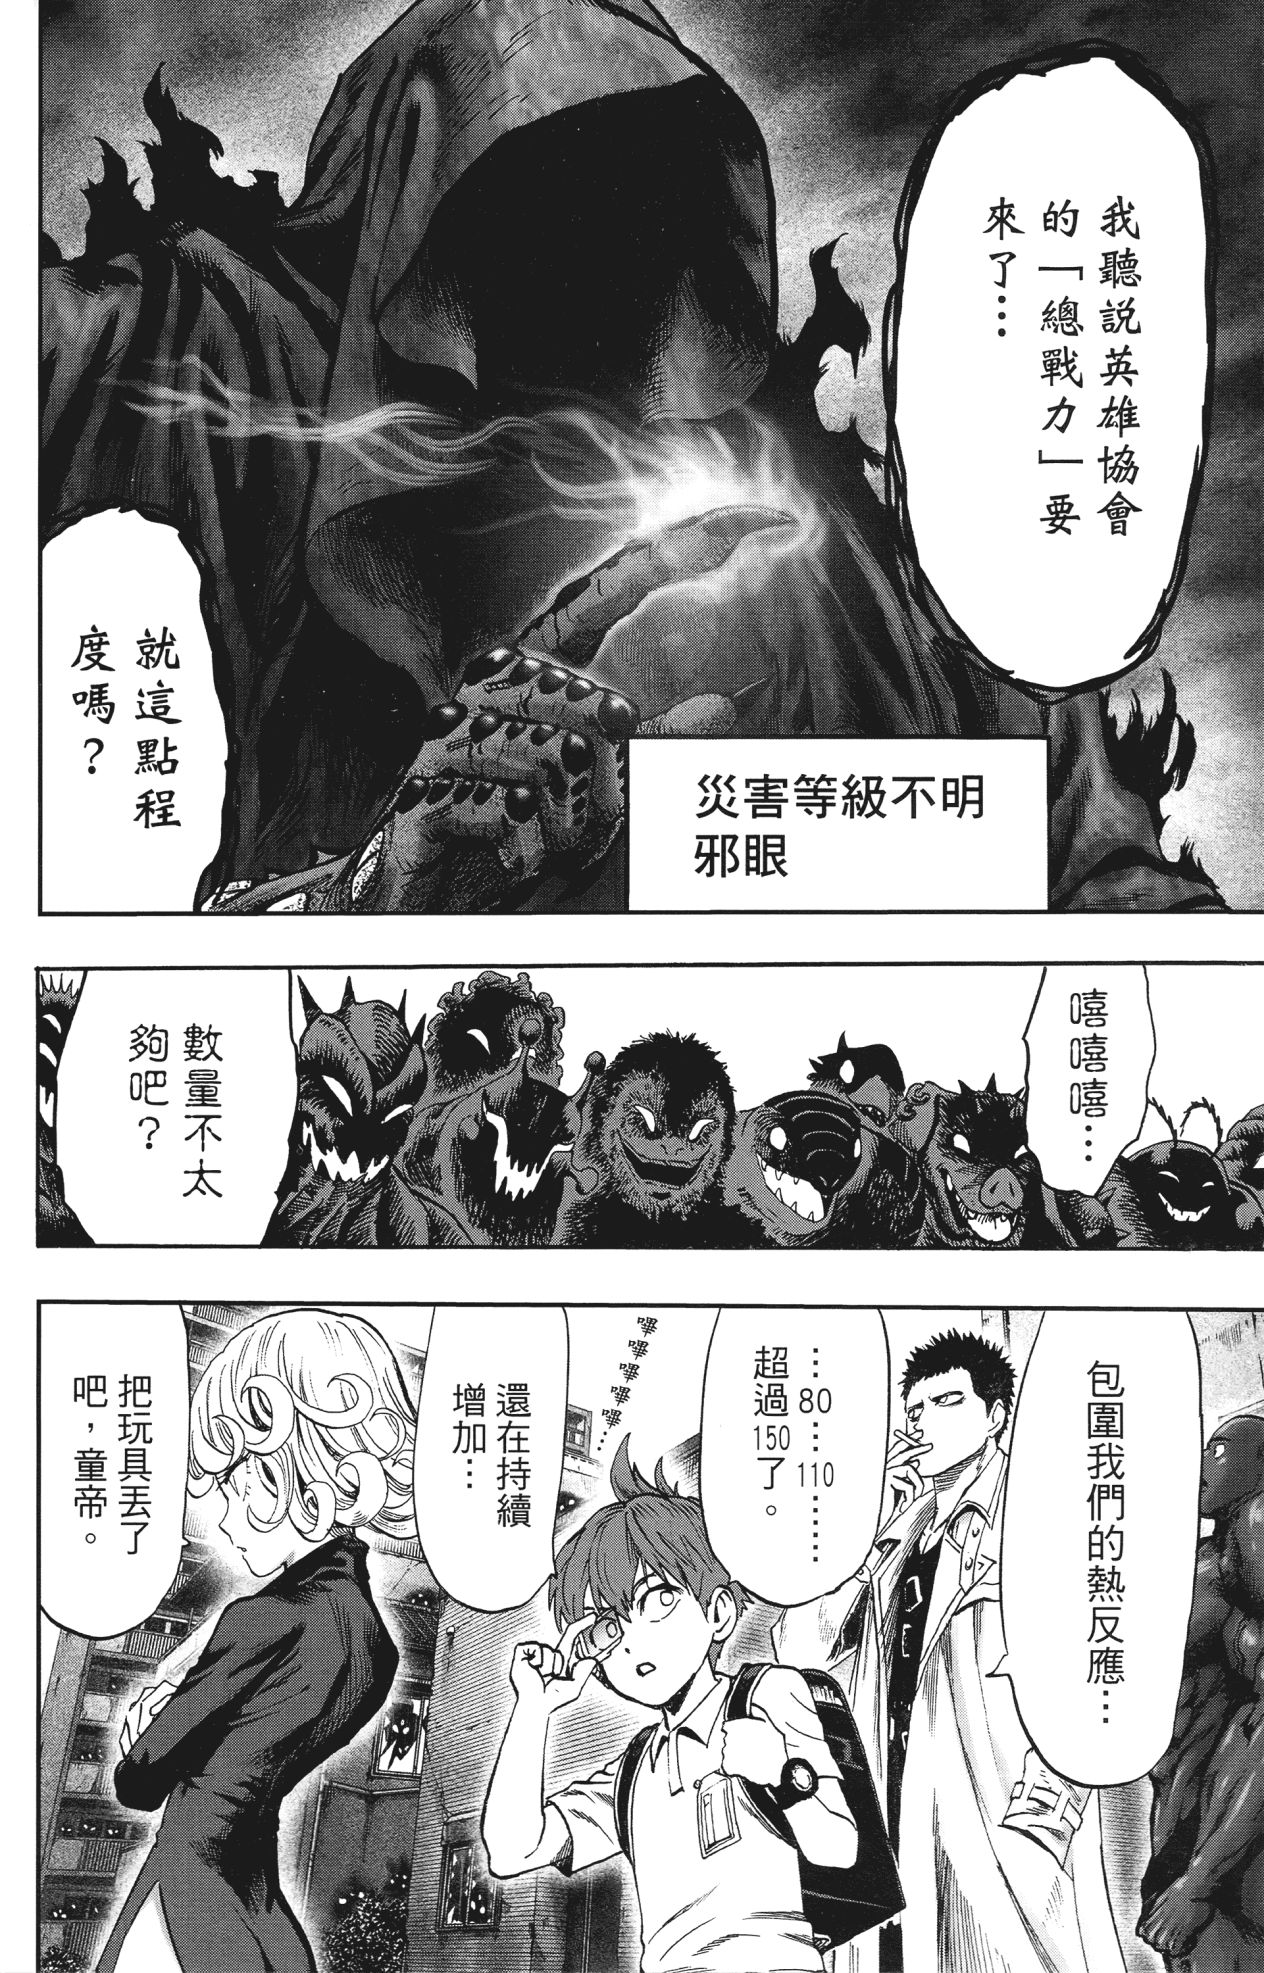 我聽說英雄協會
的「總戰力」要
來了…
就這點程
度嗎？
災害等級不明
邪眼
嘻嘻嘻…
數量不太
夠吧？
包圍我們的熱反應…
…80…110……
超過150了。
嗶嗶嗶嗶嗶…
還在持續
增加…
把玩具丟了
吧，童帝。